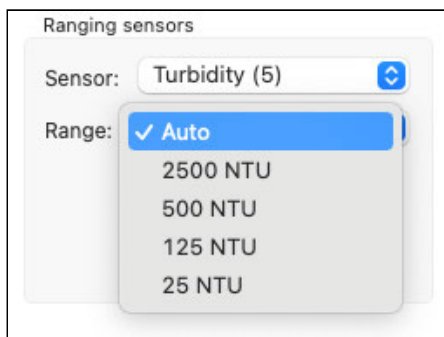 Ranging sensors
Sensor: Turbidity (5)
Range: ✓ Auto
2500 NTU
500 NTU
125 NTU
25 NTU